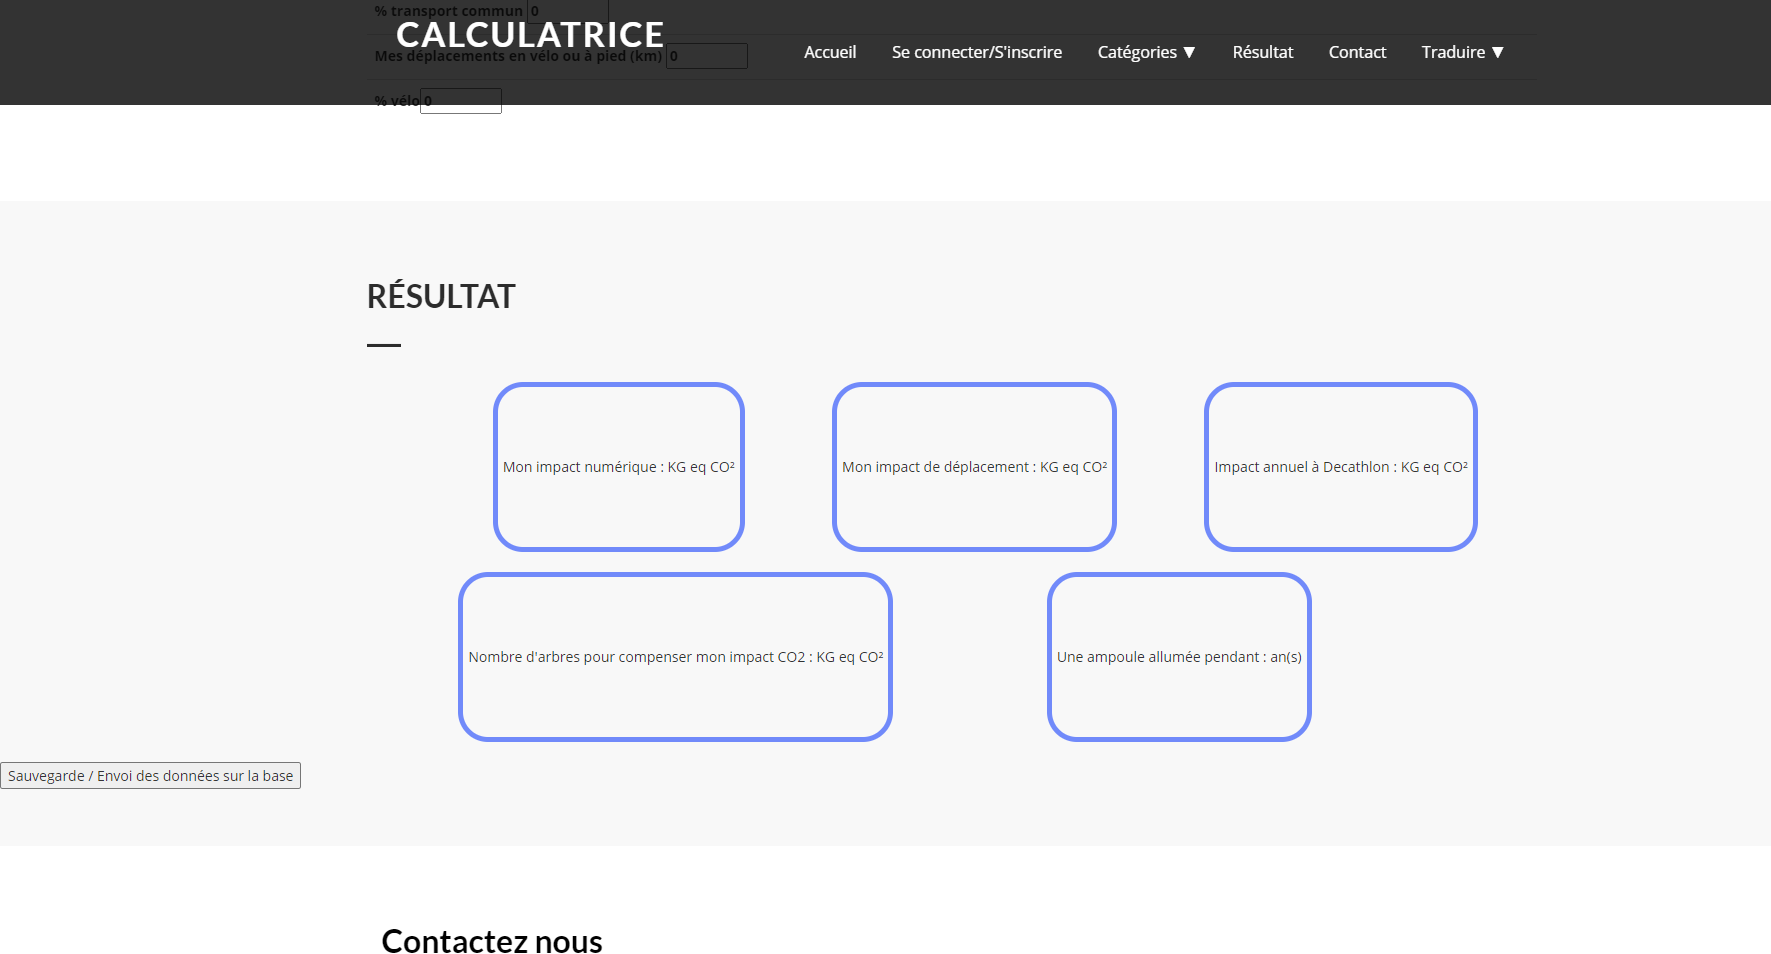 % transport commun 0
CALCULATRICE
Mes déplacements en vélo ou à pied (km) 0
Accueil Se connecter/S'inscrire Catégories ▼ Résultat Contact Traduire ▼
% vélo 0
RÉSULTAT
Mon impact numérique : KG eq CO² Mon impact de déplacement : KG eq CO² Impact annuel à Decathlon : KG eq CO²
Nombre d'arbres pour compenser mon impact CO2 : KG eq CO² Une ampoule allumée pendant : an(s)
Sauvegarde / Envoi des données sur la base
Contactez nous